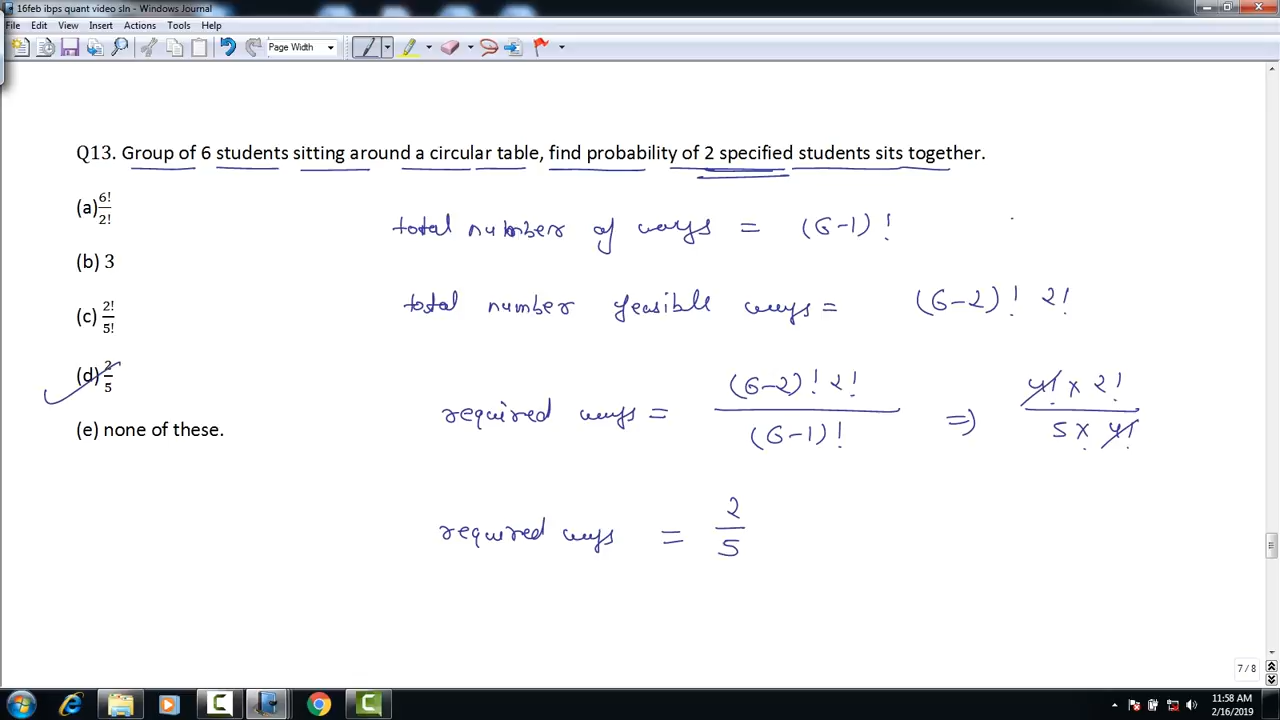 16feb ibps quant video sln - Windows Journal
File Edit View Insert Actions Tools Help
Page Width
Q13. Group of 6 students sitting around a circular table, find probability of 2 specified students sits together.
(a) 6!/2!
total number of ways = (6-1)!
(b) 3
total number feasible ways = (6-2)! 2!
(c) 2!/5!
(d) 2/5
required ways = (6-2)! 2!/(6-1)! => 4! x 2!/5 x 4!
(e) none of these.
required ways = 2/5
7 / 8
11:58 AM
2/16/2019